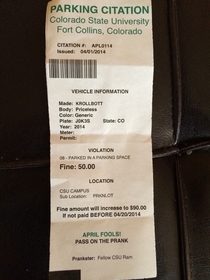 PARKING CITATION
Colorado State University
Fort Collins, Colorado
CITATION #: APL0114
Issued: 04/01/2014
VEHICLE INFORMATION
Made: KROLLBOTT
Body: Priceless
Color: Generic
Plate: J0K3S State: CO
Year: 2014
Meter:
Permit:
VIOLATION
08 - PARKED IN A PARKING SPACE
Fine: 50.00
LOCATION
CSU CAMPUS
Sub Location: PRKNLOT
Fine amount will increase to $90.00
If not paid BEFORE 04/20/2014
APRIL FOOLS!
PASS ON THE PRANK
Prankster: Fellow CSU Ram